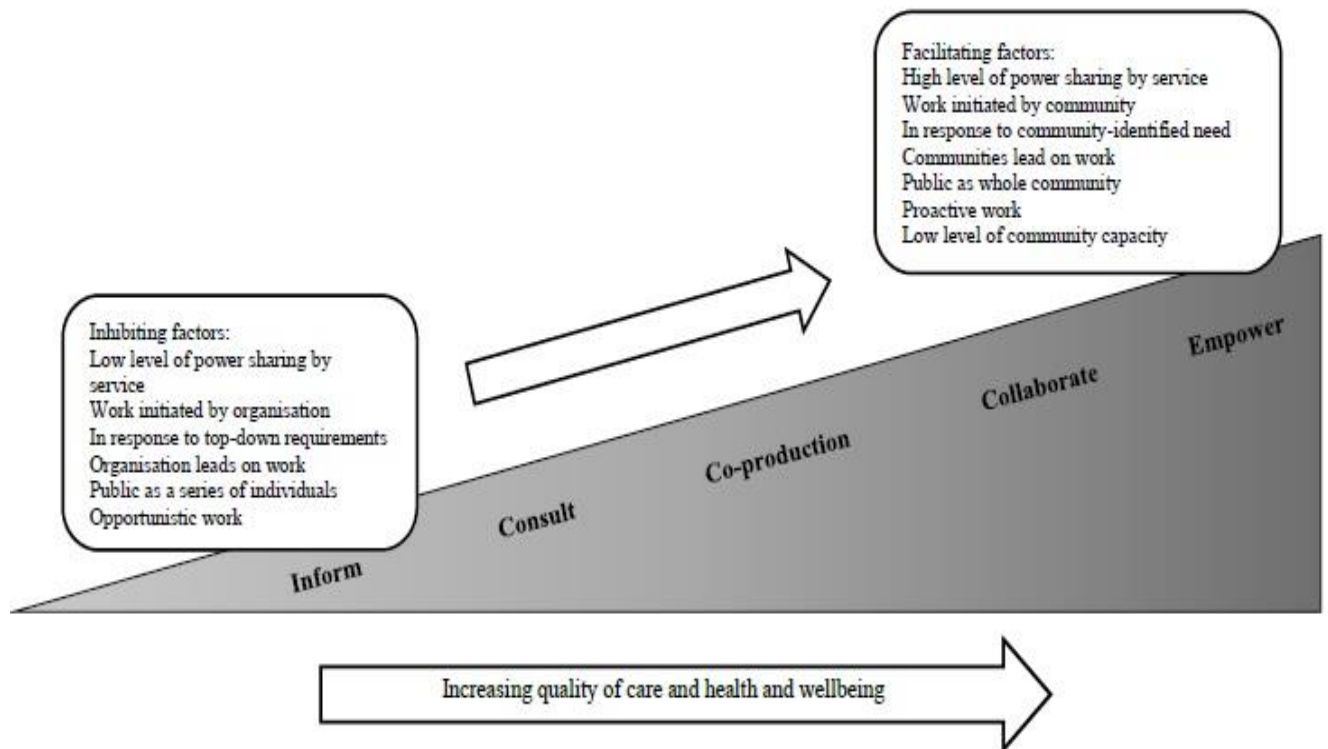 Facilitating factors:
High level of power sharing by service
Work initiated by community
In response to community-identified need
Communities lead on work
Public as whole community
Proactive work
Low level of community capacity
Inhibiting factors:
Low level of power sharing by
service
Work initiated by organisation
In response to top-down requirements
Organisation leads on work
Public as a series of individuals
Opportunistic work
Inform
Consult
Co-production
Collaborate
Empower
Increasing quality of care and health and wellbeing